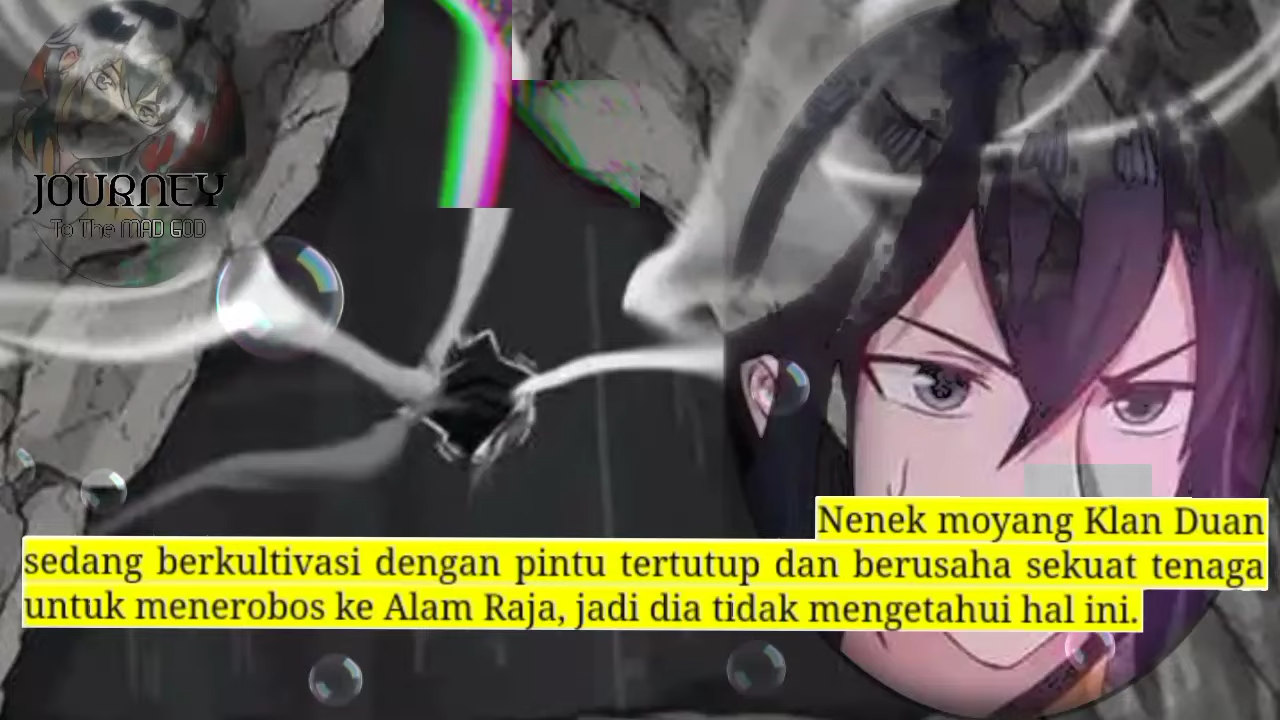 JOURNEY
To The MAD GOD
Nenek moyang Klan Duan
sedang berkultivasi dengan pintu tertutup dan berusaha sekuat tenaga
untuk menerobos ke Alam Raja, jadi dia tidak mengetahui hal ini.